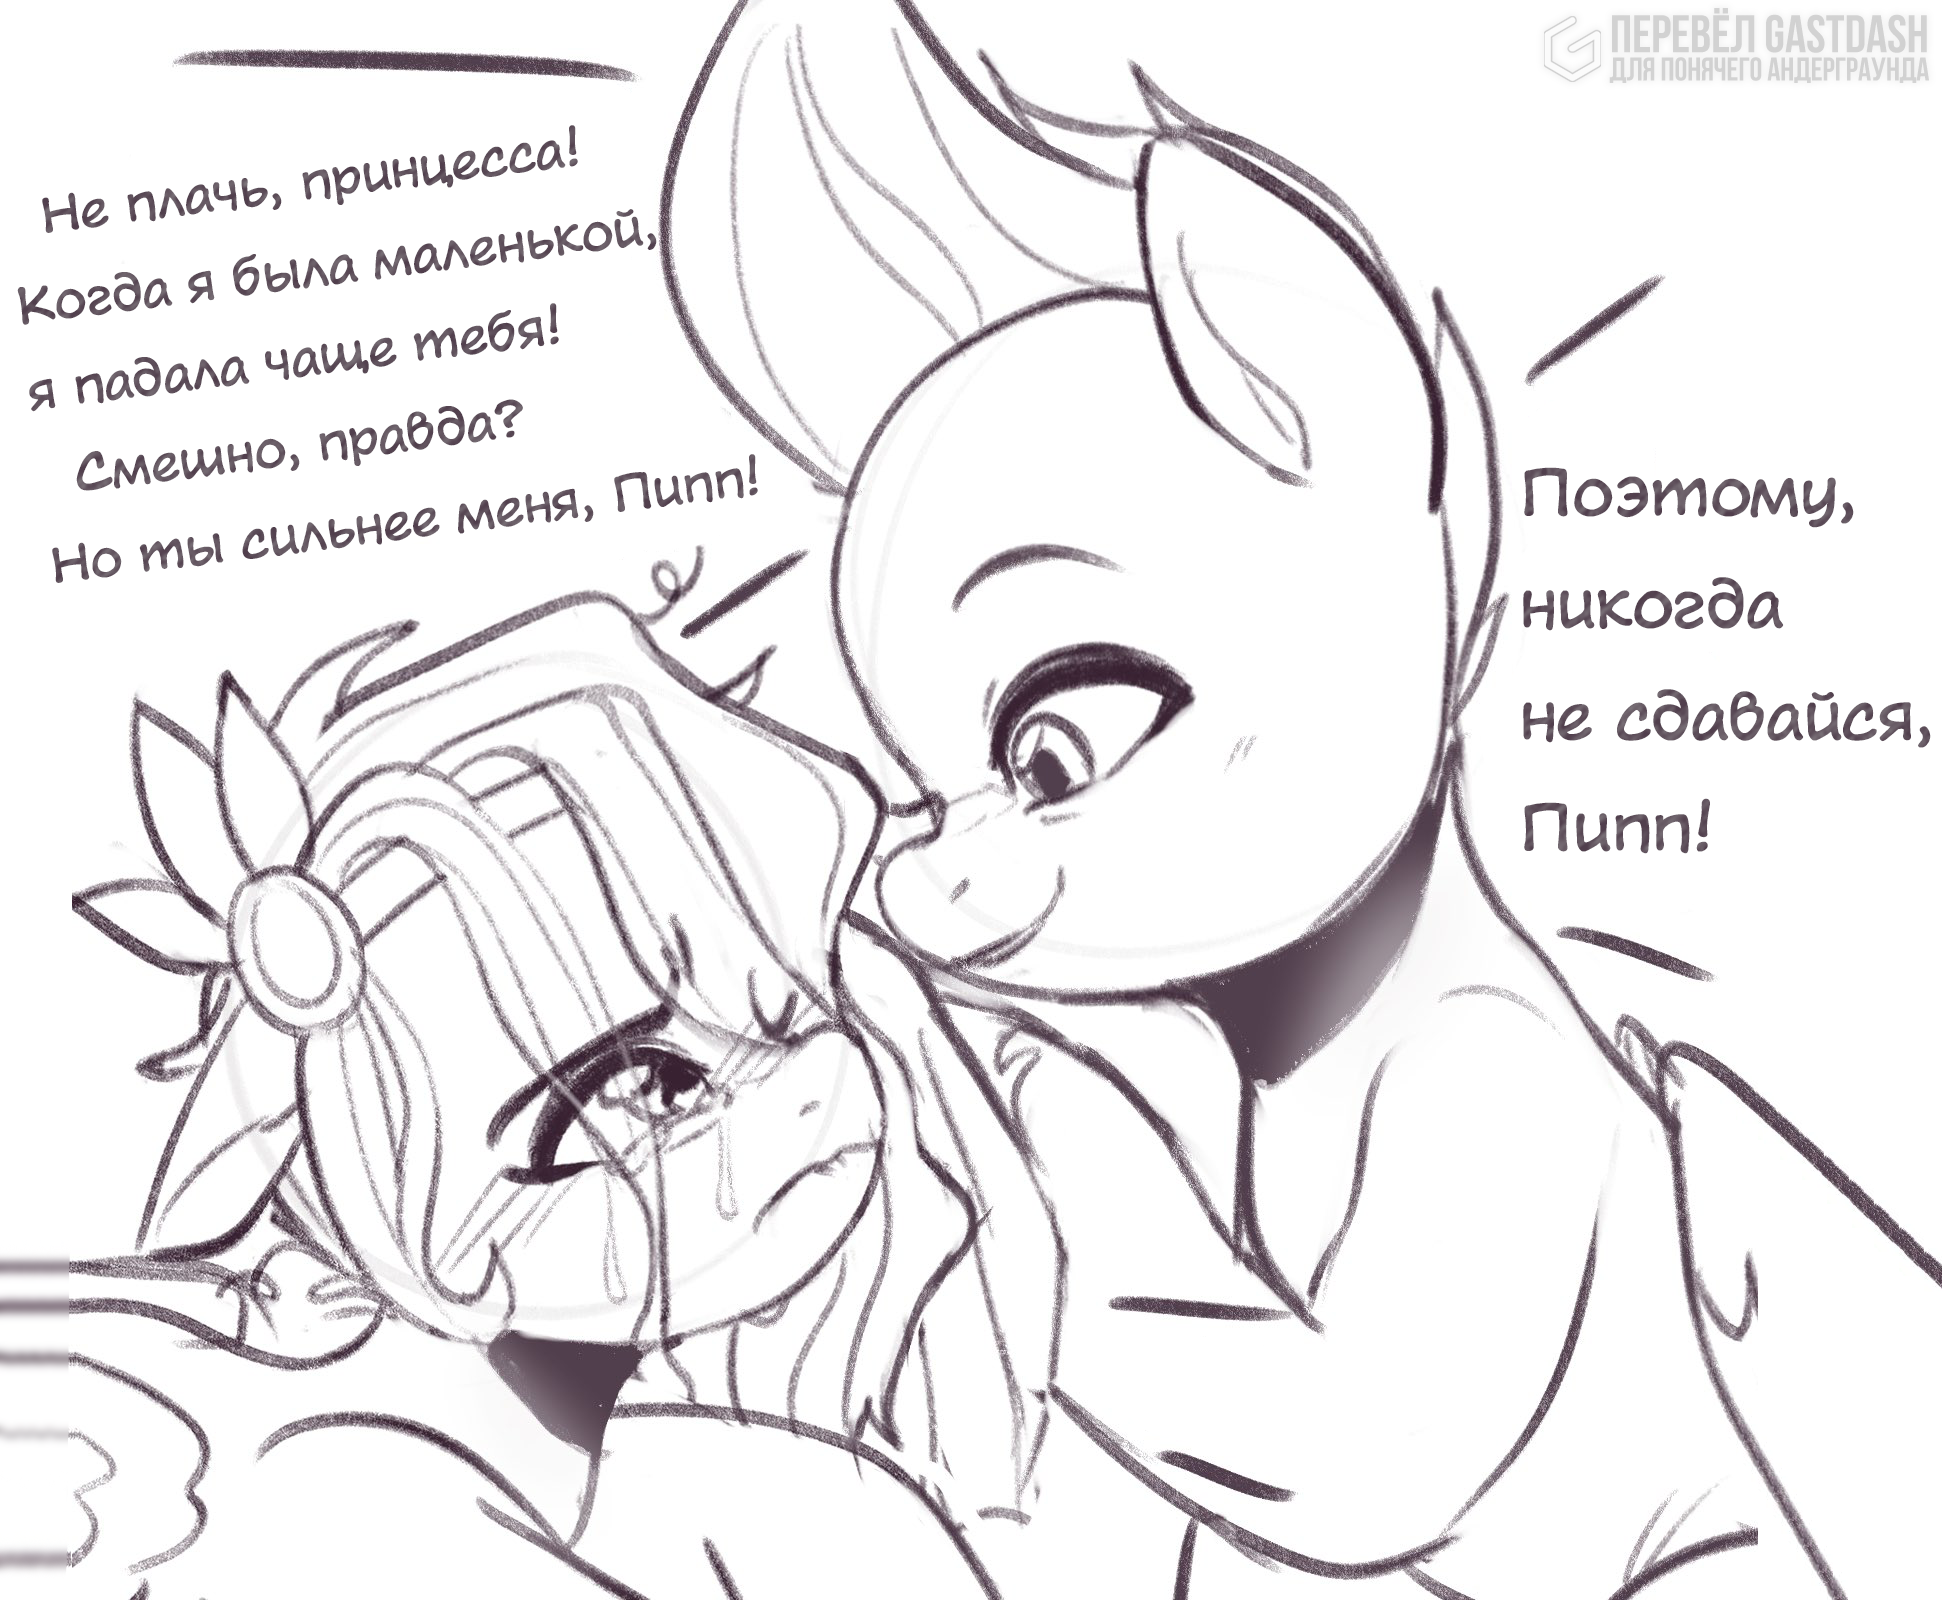 ПЕРЕВЁЛ GASTDASH
ДЛЯ ПОНЯЧЕГО АНДЕРГРАУНДА
Не плачь, принцесса!
Когда я была маленькой,
я падала чаще тебя!
Смешно, правда?
Но ты сильнее меня, Пипп!
Поэтому,
никогда
не сдавайся,
Пипп!